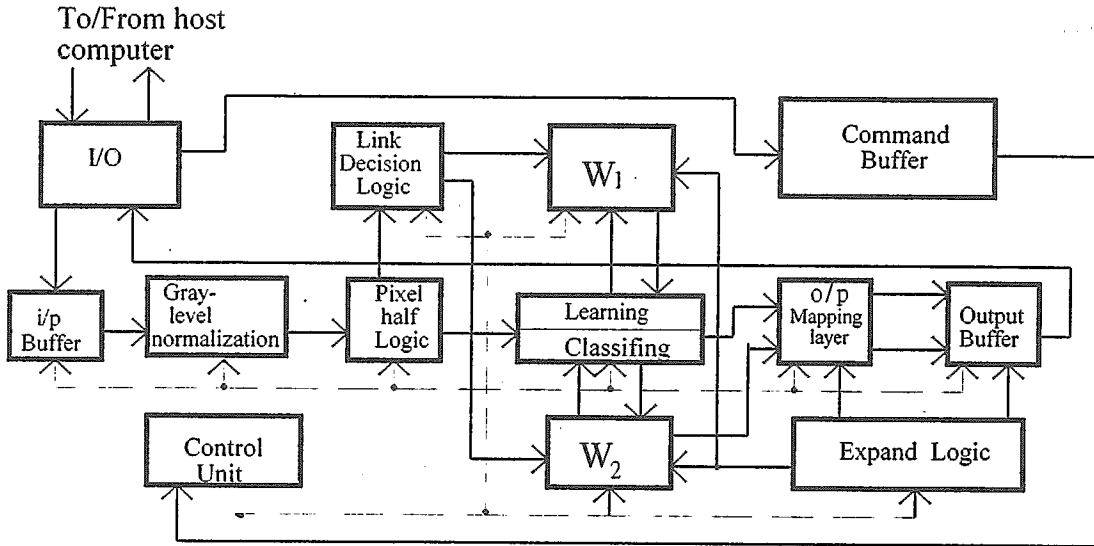 To/From host
computer
I/O
Link
Decision
Logic
W1
Command
Buffer
i/p
Buffer
Gray-
level
normalization
Pixel
half
Logic
Learning
Classifing
o/p
Mapping
layer
Output
Buffer
Control
Unit
W2
Expand Logic